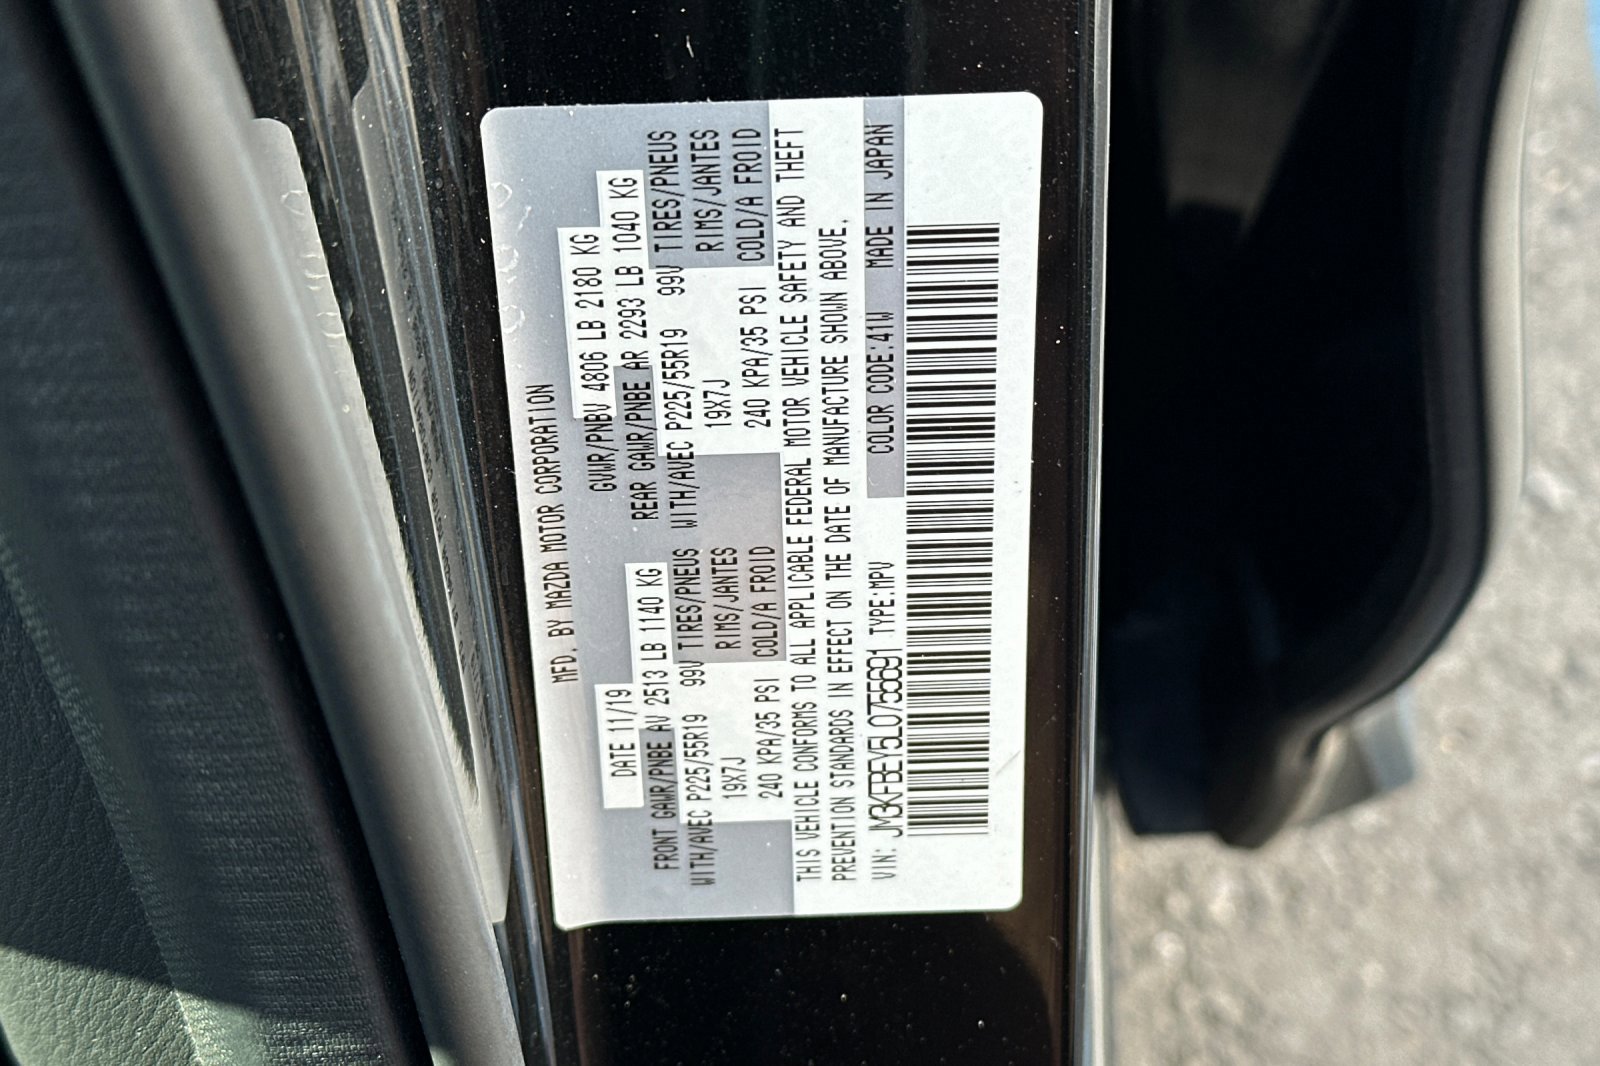 MFD. BY MAZDA MOTOR CORPORATION
DATE 11/19
GVWR/PNBV 4806 LB 2180 KG
FRONT GAWR/PNBE AV 2513 LB 1140 KG
REAR GAWR/PNBE AR 2293 LB 1040 KG
WITH/AVEC P225/55R19 99V TIRES/PNEUS
WITH/AVEC P225/55R19 99V TIRES/PNEUS
19X7J RIMS/JANTES
19X7J RIMS/JANTES
240 KPA/35 PSI COLD/A FROID
240 KPA/35 PSI COLD/A FROID
THIS VEHICLE CONFORMS TO ALL APPLICABLE FEDERAL MOTOR VEHICLE SAFETY AND THEFT
PREVENTION STANDARDS IN EFFECT ON THE DATE OF MANUFACTURE SHOWN ABOVE.
VIN: JM3KFBEY5L0755691 TYPE:MPV COLOR CODE:41W MADE IN JAPAN